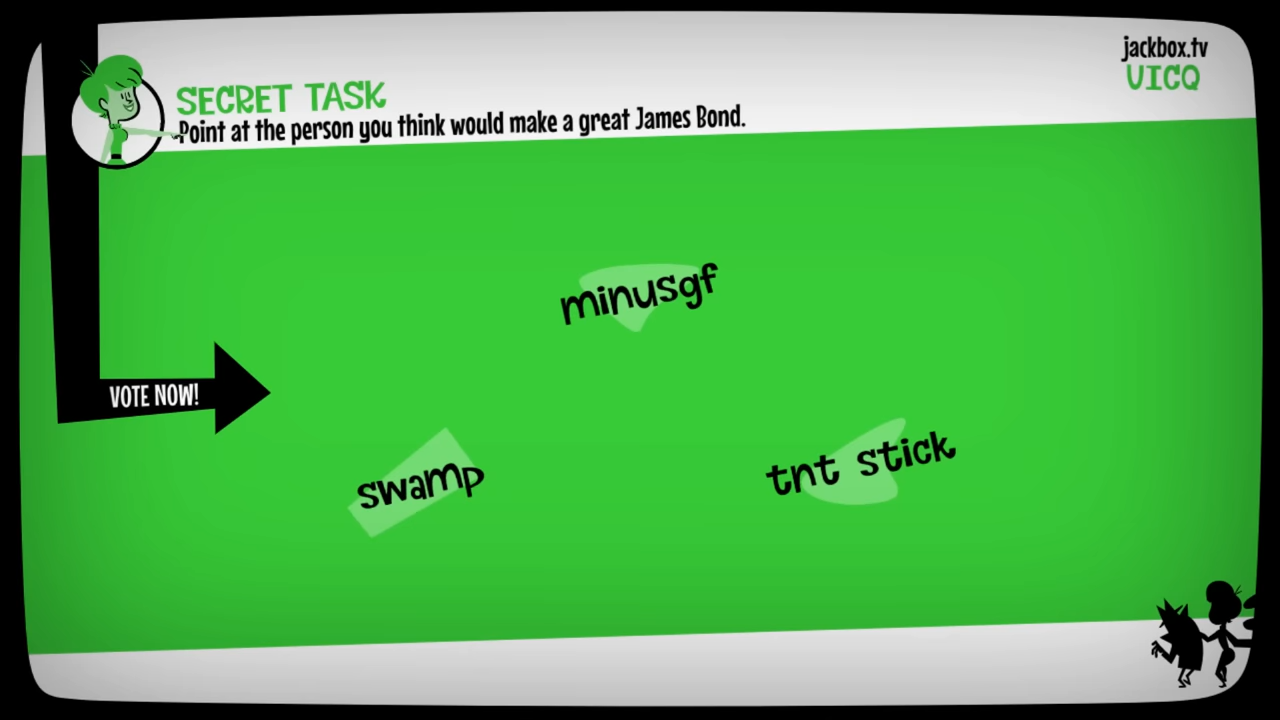 jackbox.tv
VICQ
SECRET TASK
Point at the person you think would make a great James Bond.
minusgf
VOTE NOW!
swamp
tnt stick